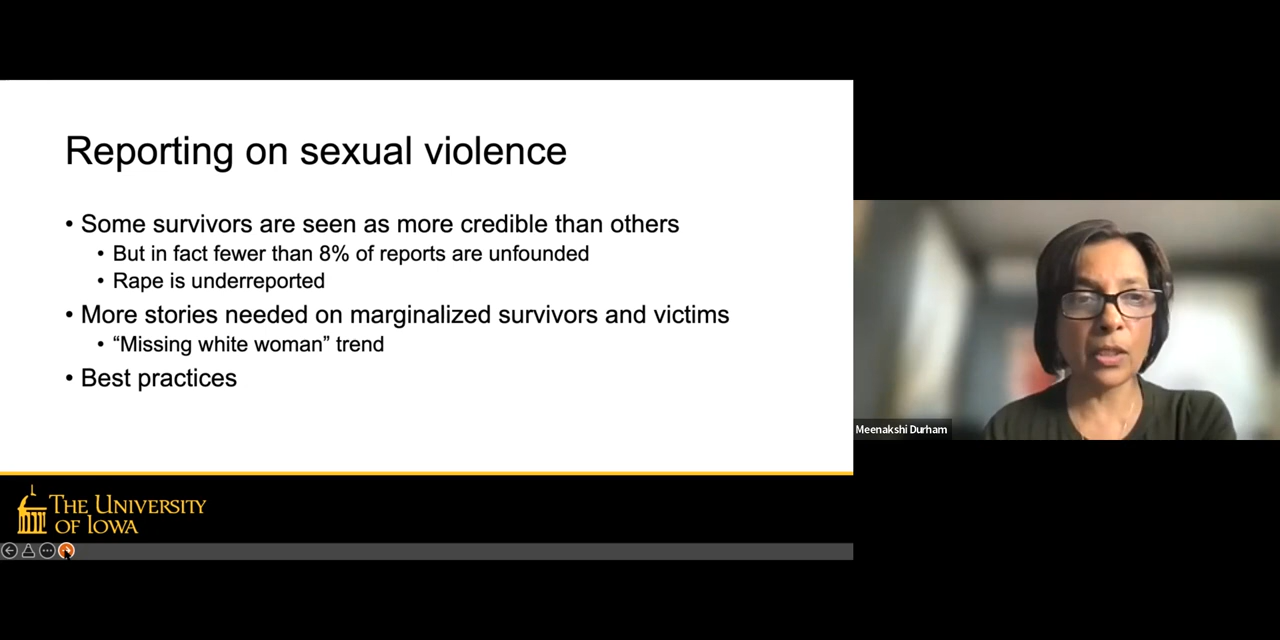 Reporting on sexual violence
• Some survivors are seen as more credible than others
• But in fact fewer than 8% of reports are unfounded
• Rape is underreported
• More stories needed on marginalized survivors and victims
• “Missing white woman” trend
• Best practices
THE UNIVERSITY
OF IOWA
Meenakshi Durham